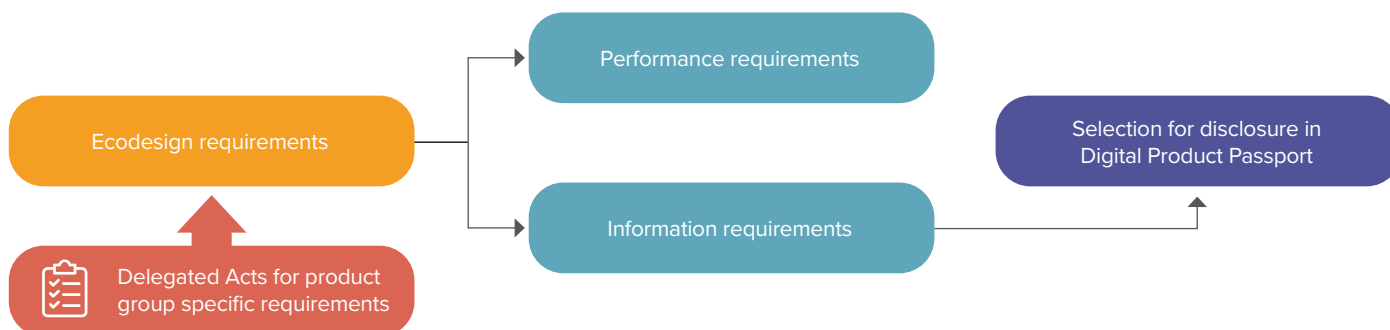 Performance requirements
Ecodesign requirements
Selection for disclosure in
Digital Product Passport
Information requirements
Delegated Acts for product
group specific requirements